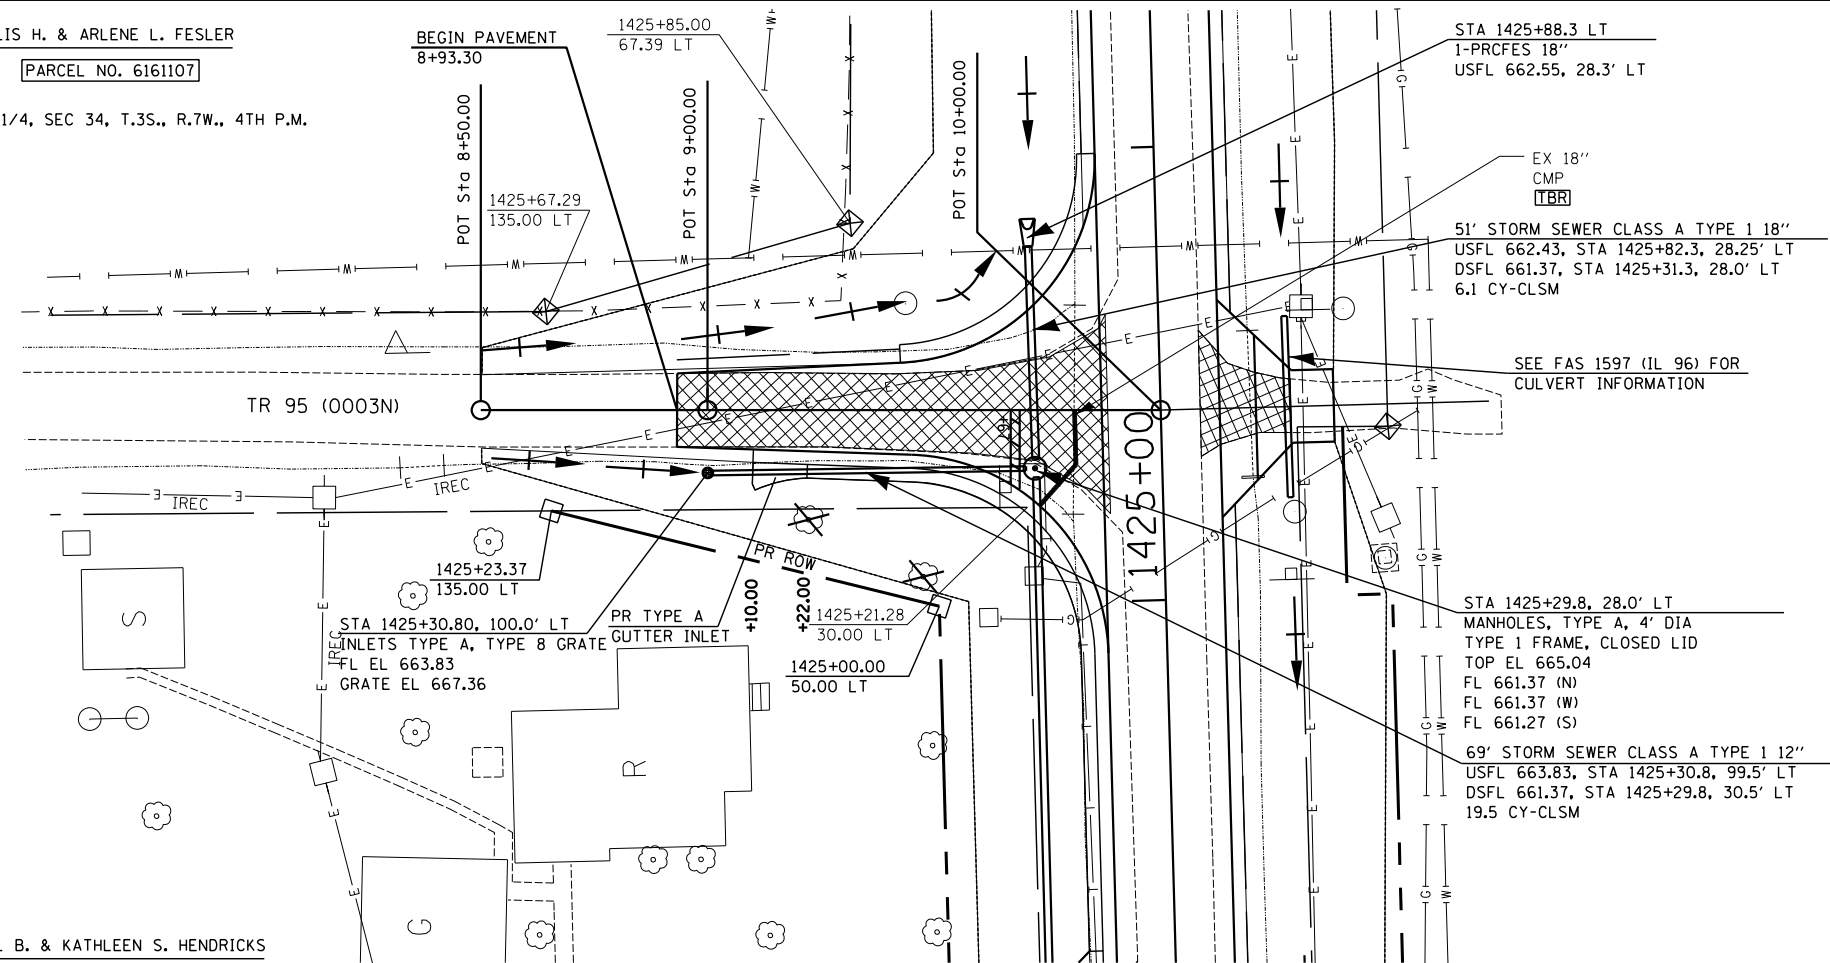 LIS H. & ARLENE L. FESLER
PARCEL NO. 6161107
1/4, SEC 34, T.3S., R.7W., 4TH P.M.
BEGIN PAVEMENT
8+93.30
1425+85.00
67.39 LT
POT Sta 8+50.00
POT Sta 9+00.00
POT Sta 10+00.00
1425+67.29
135.00 LT
STA 1425+88.3 LT
1-PRCFES 18"
USFL 662.55, 28.3' LT
EX 18"
CMP
TBR
51' STORM SEWER CLASS A TYPE 1 18"
USFL 662.43, STA 1425+82.3, 28.25' LT
DSFL 661.37, STA 1425+31.3, 28.0' LT
6.1 CY-CLSM
SEE FAS 1597 (IL 96) FOR
CULVERT INFORMATION
TR 95 (0003N)
1425+00
IREC
IREC
IREC
PR ROW
1425+23.37
135.00 LT
STA 1425+30.80, 100.0' LT
INLETS TYPE A, TYPE 8 GRATE
FL EL 663.83
GRATE EL 667.36
PR TYPE A
GUTTER INLET
+10.00
+22.00
1425+21.28
30.00 LT
1425+00.00
50.00 LT
STA 1425+29.8, 28.0' LT
MANHOLES, TYPE A, 4' DIA
TYPE 1 FRAME, CLOSED LID
TOP EL 665.04
FL 661.37 (N)
FL 661.37 (W)
FL 661.27 (S)
69' STORM SEWER CLASS A TYPE 1 12"
USFL 663.83, STA 1425+30.8, 99.5' LT
DSFL 661.37, STA 1425+29.8, 30.5' LT
19.5 CY-CLSM
S
R
G
L B. & KATHLEEN S. HENDRICKS